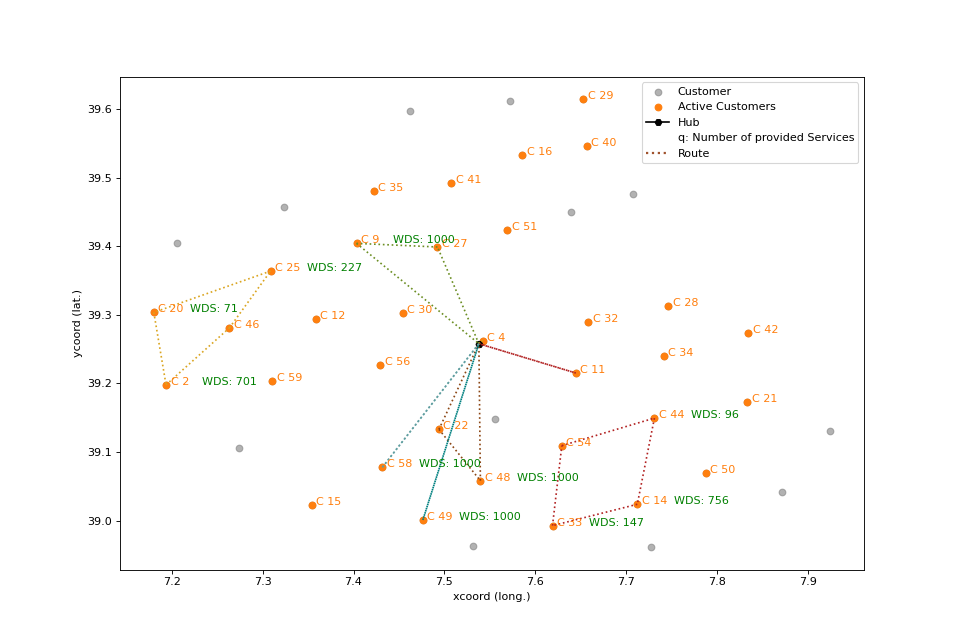 39.6
39.5
39.4
39.3
39.2
39.1
39.0
ycoord (lat.)
7.2
7.3
7.4
7.5
7.6
7.7
7.8
7.9
xcoord (long.)
Customer
Active Customers
Hub
q: Number of provided Services
Route
C 29
C 40
C 16
C 41
C 35
C 51
C 9 WDS: 1000
C 27
C 25 WDS: 227
C 20 WDS: 71
C 46
C 12
C 30
C 28
C 32
C 42
C 4
C 34
C 56
C 11
C 2 WDS: 701
C 59
C 21
C 44 WDS: 96
C 22
C 54
C 58 WDS: 1000
C 48 WDS: 1000
C 50
C 15
C 14 WDS: 756
C 49 WDS: 1000
C 33 WDS: 147